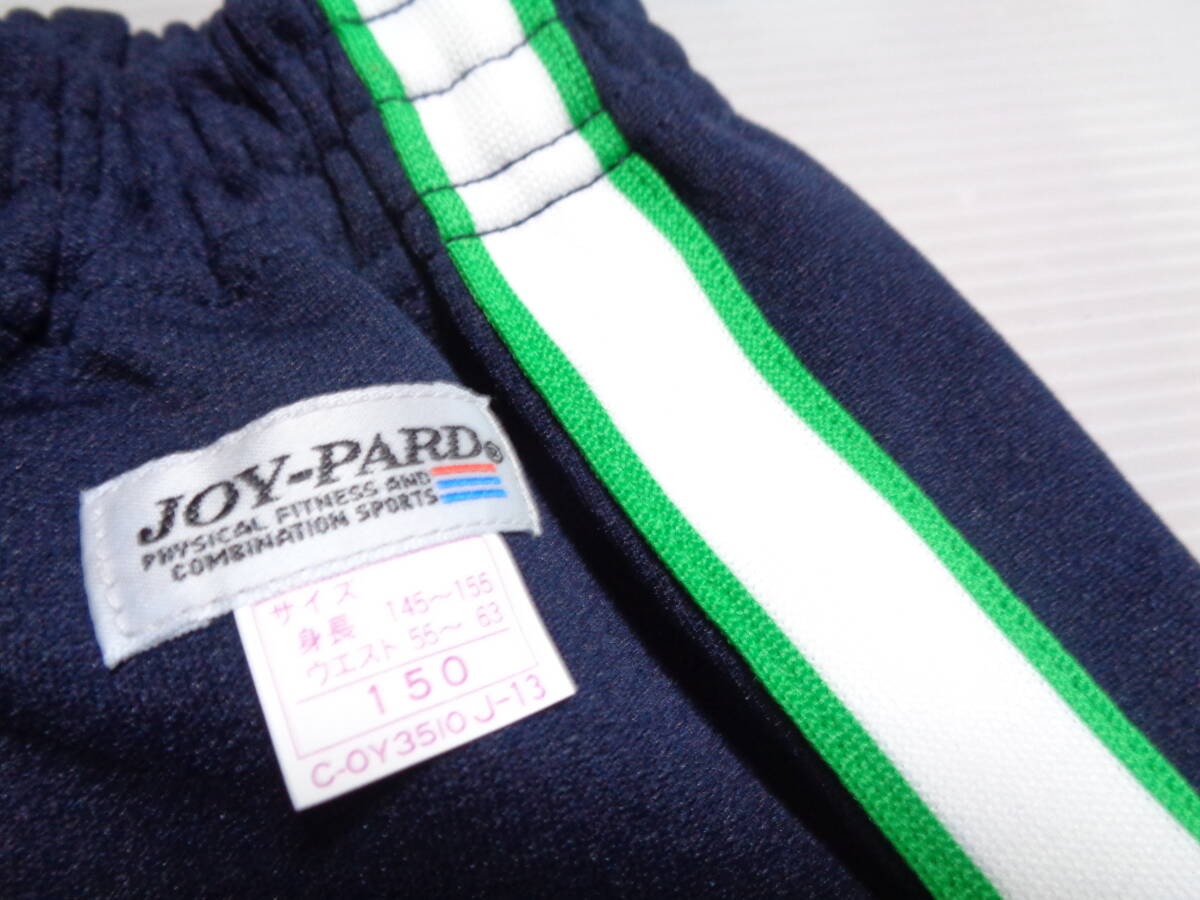 JOY-PARD®
PHYSICAL FITNESS AND
COMBINATION SPORTS
サイズ
身長 145〜155
ウエスト 55〜 63
150
C-OY3510J-13